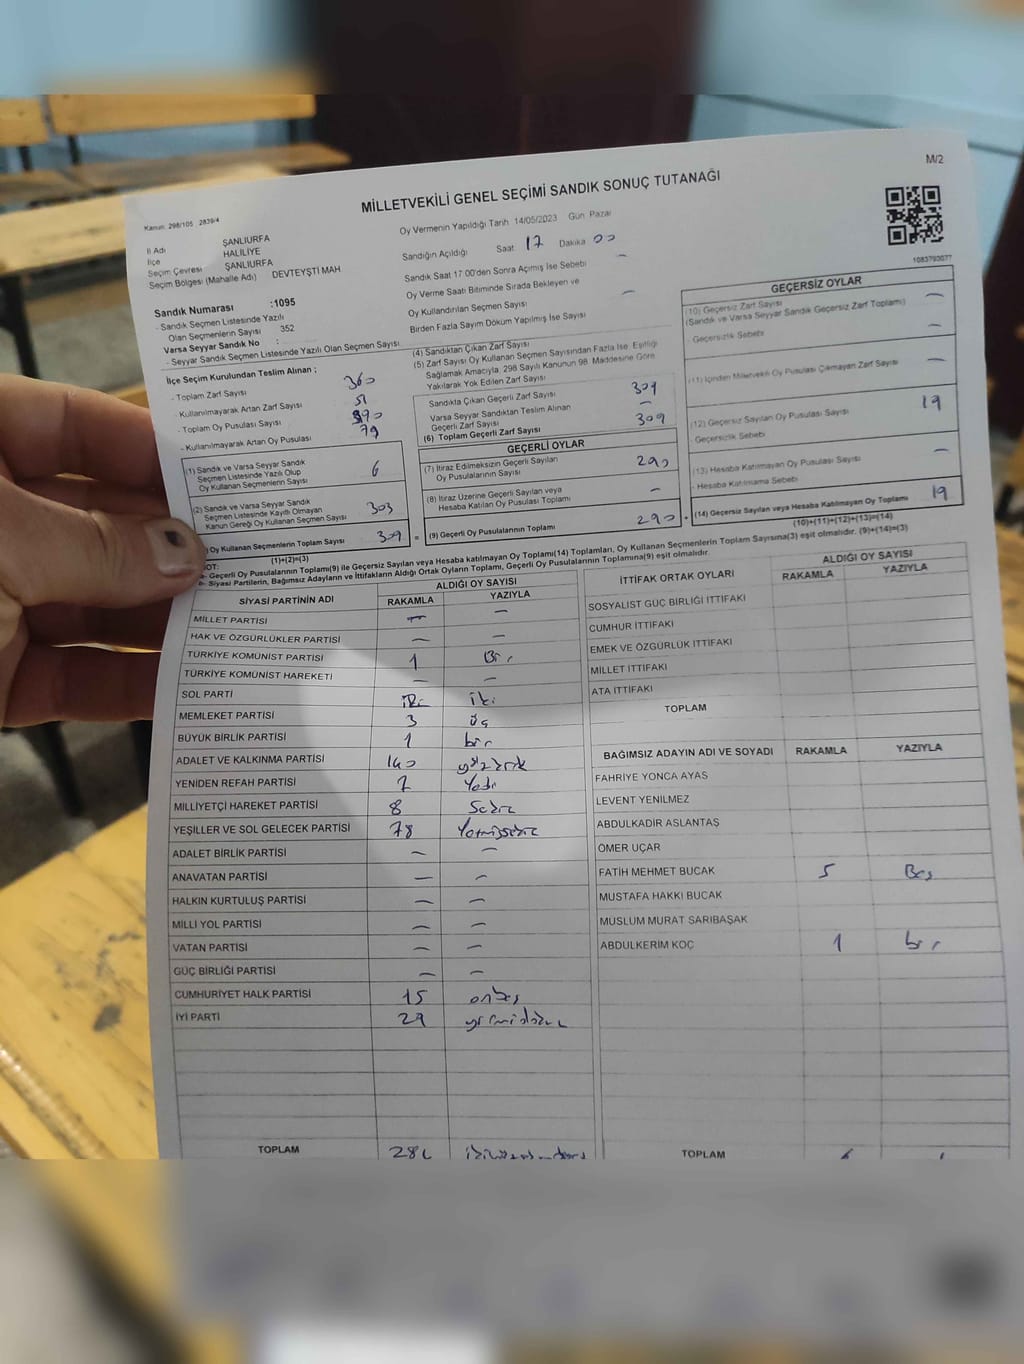 M/2
MİLLETVEKİLİ GENEL SEÇİMİ SANDIK SONUÇ TUTANAĞI
Kanun: 298/105 2839/4
İl Adı ŞANLIURFA
İlçe HALİLİYE
Seçim Çevresi ŞANLIURFA
Seçim Bölgesi (Mahalle Adı) DEVTEYŞTİ MAH
Sandık Numarası :1095
- Sandık Seçmen Listesinde Yazılı
Olan Seçmenlerin Sayısı 352
Varsa Seyyar Sandık No :
- Seyyar Sandık Seçmen Listesinde Yazılı Olan Seçmen Sayısı
Oy Vermenin Yapıldığı Tarih 14/05/2023 Gün Pazar
Sandığın Açıldığı Saat 17 Dakika 00
Sandık Saat 17:00'den Sonra Açımış İse Sebebi –
Oy Verme Saati Bitiminde Sırada Bekleyen ve
Oy Kullandırılan Seçmen Sayısı –
Birden Fazla Sayım Döküm Yapılmış İse Sayısı
1083793077
İlçe Seçim Kurulundan Teslim Alınan ;
- Toplam Zarf Sayısı 360
- Kullanılmayarak Artan Zarf Sayısı 51
- Toplam Oy Pusulası Sayısı
- Kullanılmayarak Artan Oy Pusulası 79
(1) Sandık ve Varsa Seyyar Sandık
Seçmen Listesinde Yazılı Olup
Oy Kullanan Seçmenlerin Sayısı 6
(2) Sandık ve Varsa Seyyar Sandık
Seçmen Listesinde Kayıtlı Olmayan
Kanun Gereği Oy Kullanan Seçmen Sayısı 303
) Oy Kullanan Seçmenlerin Toplam Sayısı 309
(1)+(2)=(3)
(4) Sandıktan Çıkan Zarf Sayısı
(5) Zarf Sayısı Oy Kullanan Seçmen Sayısından Fazla İse, Eşitliği
Sağlamak Amacıyla, 298 Sayılı Kanunun 98. Maddesine Göre
Yakılarak Yok Edilen Zarf Sayısı
Sandıkta Çıkan Geçerli Zarf Sayısı 309
Varsa Seyyar Sandıktan Teslim Alınan
Geçerli Zarf Sayısı –
(6) Toplam Geçerli Zarf Sayısı 309
GEÇERLİ OYLAR
(7) İtiraz Edilmeksizin Geçerli Sayılan
Oy Pusulalarının Sayısı 290
(8) İtiraz Üzerine Geçerli Sayılan veya
Hesaba Katılan Oy Pusulası Toplamı –
= (9) Geçerli Oy Pusulalarının Toplamı 290 +
GEÇERSİZ OYLAR
(10) Geçersiz Zarf Sayısı –
(Sandık ve Varsa Seyyar Sandık Geçersiz Zarf Toplamı)
- Geçersizlik Sebebi –
(11) İçinden Milletvekili Oy Pusulası Çıkmayan Zarf Sayısı –
(12) Geçersiz Sayılan Oy Pusulası Sayısı 19
- Geçersizlik Sebebi
(13) Hesaba Katılmayan Oy Pusulası Sayısı –
- Hesaba Katılmama Sebebi
(14) Geçersiz Sayılan veya Hesaba Katılmayan Oy Toplamı 19
(10)+(11)+(12)+(13)=(14)
OT:
a- Geçerli Oy Pusulalarının Toplamı(9) ile Geçersiz Sayılan veya Hesaba katılmayan Oy Toplamı(14) Toplamları, Oy Kullanan Seçmenlerin Toplam Sayısına(3) eşit olmalıdır. (9)+(14)=(3)
b- Siyasi Partilerin, Bağımsız Adayların ve İttifakların Aldığı Ortak Oyların Toplamı, Geçerli Oy Pusulalarının Toplamına(9) eşit olmalıdır.
SİYASİ PARTİNİN ADI ALDIĞI OY SAYISI
RAKAMLA YAZIYLA
MİLLET PARTİSİ – –
HAK VE ÖZGÜRLÜKLER PARTİSİ – –
TÜRKİYE KOMÜNİST PARTİSİ 1 Bir
TÜRKİYE KOMÜNİST HAREKETİ – –
SOL PARTİ iki iki
MEMLEKET PARTİSİ 3 üç
BÜYÜK BİRLİK PARTİSİ 1 bir
ADALET VE KALKINMA PARTİSİ 140 yüzkırk
YENİDEN REFAH PARTİSİ 7 Yedi
MİLLİYETÇİ HAREKET PARTİSİ 8 Sekiz
YEŞİLLER VE SOL GELECEK PARTİSİ 78 Yetmişsekiz
ADALET BİRLİK PARTİSİ – –
ANAVATAN PARTİSİ – –
HALKIN KURTULUŞ PARTİSİ – –
MİLLİ YOL PARTİSİ – –
VATAN PARTİSİ – –
GÜÇ BİRLİĞİ PARTİSİ – –
CUMHURİYET HALK PARTİSİ 15 onbeş
İYİ PARTİ 29 yirmidokuz
TOPLAM
İTTİFAK ORTAK OYLARI ALDIĞI OY SAYISI
RAKAMLA YAZIYLA
SOSYALİST GÜÇ BİRLİĞİ İTTİFAKI
CUMHUR İTTİFAKI
EMEK VE ÖZGÜRLÜK İTTİFAKI
MİLLET İTTİFAKI
ATA İTTİFAKI
TOPLAM
BAĞIMSIZ ADAYIN ADI VE SOYADI RAKAMLA YAZIYLA
FAHRİYE YONCA AYAS
LEVENT YENİLMEZ
ABDULKADİR ASLANTAŞ
ÖMER UÇAR
FATİH MEHMET BUCAK 5 Beş
MUSTAFA HAKKI BUCAK
MÜSLÜM MURAT SARIBAŞAK
ABDULKERİM KOÇ 1 bir
TOPLAM